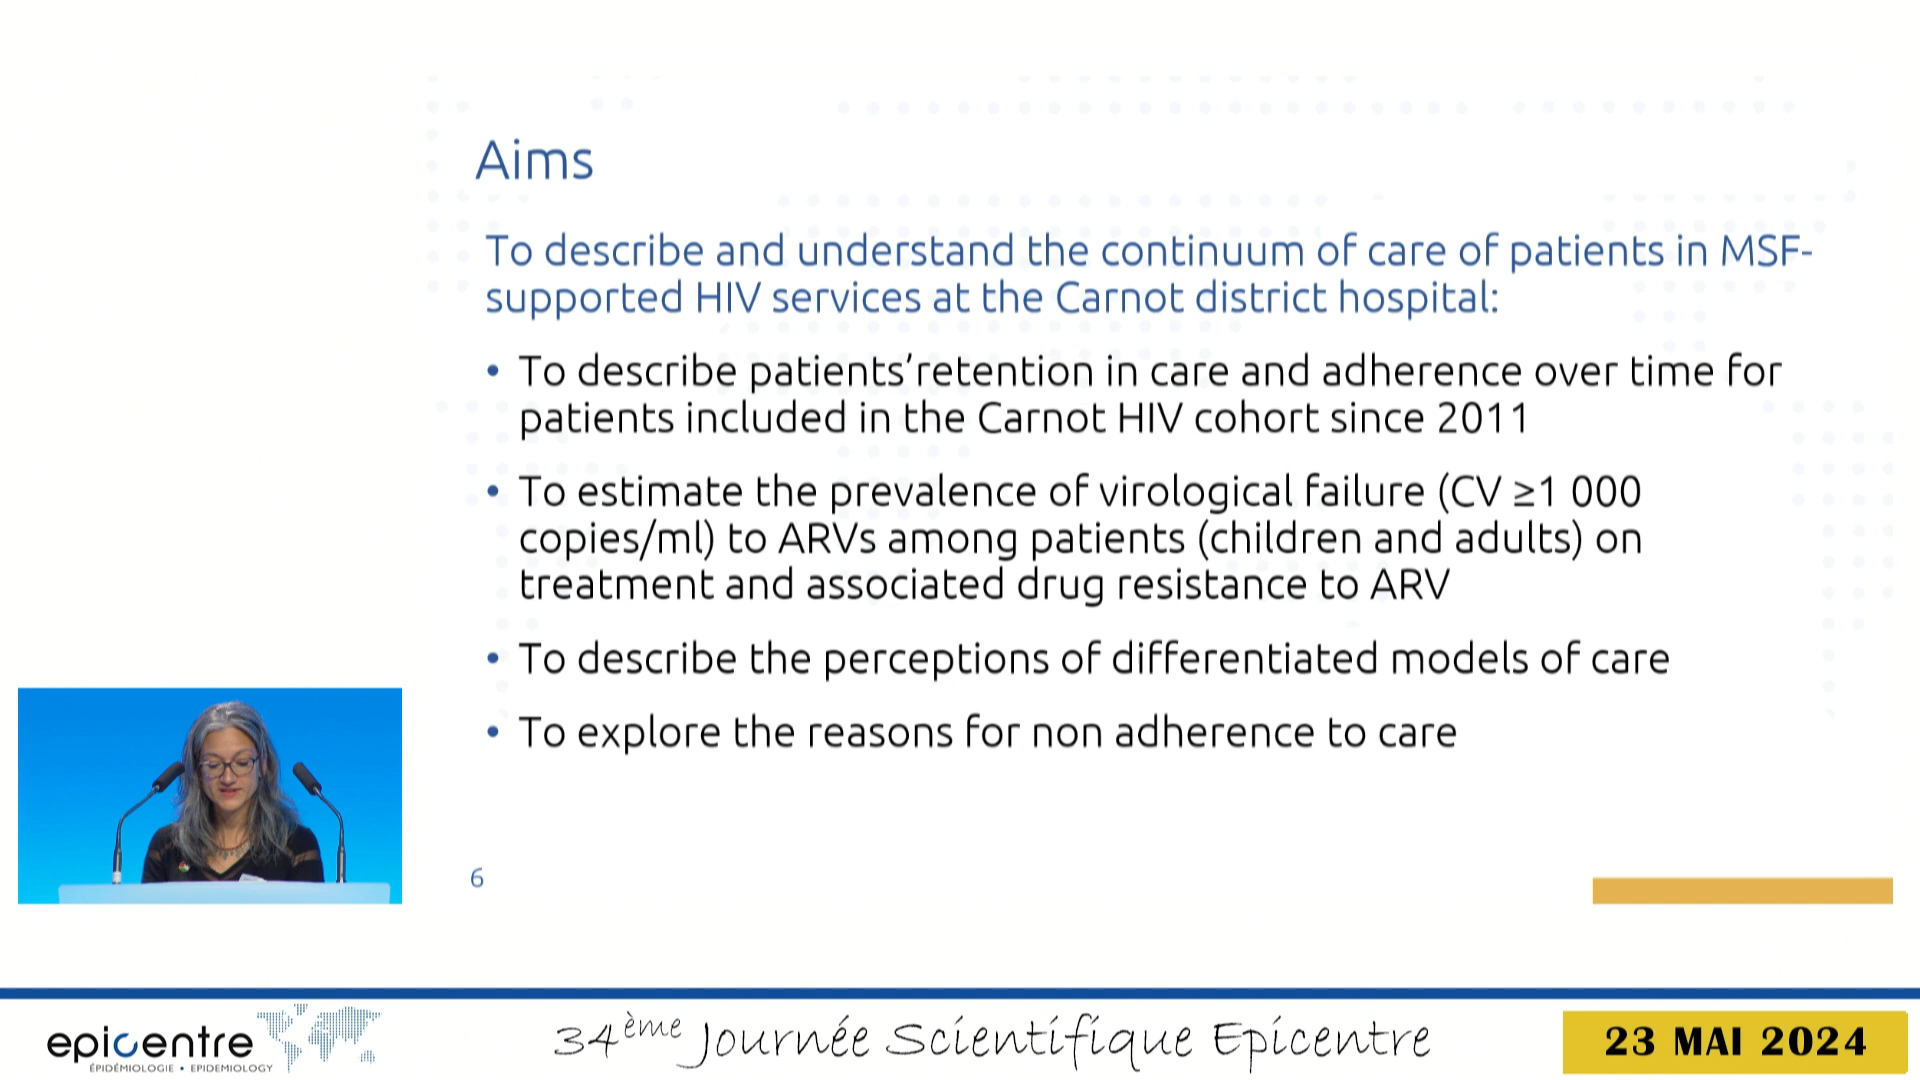 Aims
To describe and understand the continuum of care of patients in MSF-
supported HIV services at the Carnot district hospital:
• To describe patients’retention in care and adherence over time for
patients included in the Carnot HIV cohort since 2011
• To estimate the prevalence of virological failure (CV ≥1 000
copies/ml) to ARVs among patients (children and adults) on
treatment and associated drug resistance to ARV
• To describe the perceptions of differentiated models of care
• To explore the reasons for non adherence to care
6
epicentre
ÉPIDÉMIOLOGIE • EPIDEMIOLOGY
34ème Journée Scientifique Epicentre
23 MAI 2024